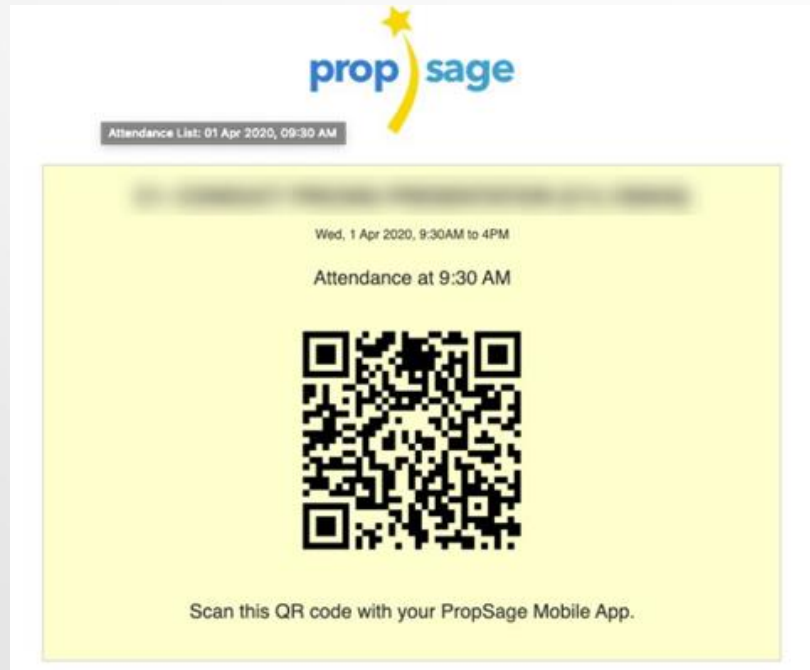 prop sage
Attendance List: 01 Apr 2020, 09:30 AM
Wed, 1 Apr 2020, 9:30AM to 4PM
Attendance at 9:30 AM
Scan this QR code with your PropSage Mobile App.